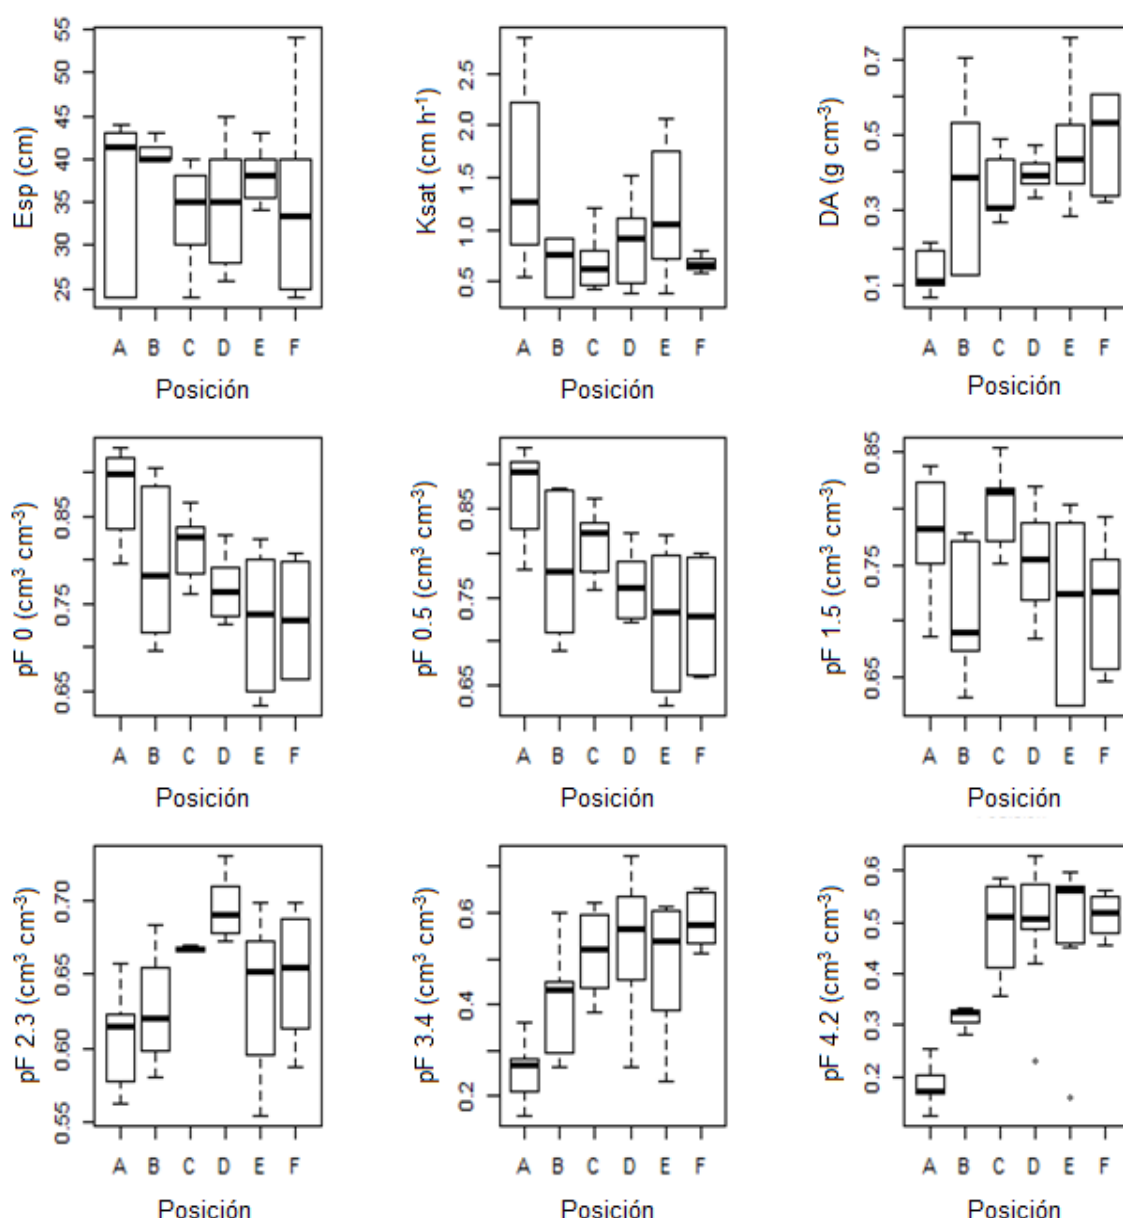 Esp (cm)
55
50
45
40
35
30
25
A B C D E F
Posición
Ksat (cm h-1)
2.5
2.0
1.5
1.0
0.5
A B C D E F
Posición
DA (g cm-3)
0.7
0.5
0.3
0.1
A B C D E F
Posición
pF 0 (cm3 cm-3)
0.85
0.75
0.65
A B C D E F
Posición
pF 0.5 (cm3 cm-3)
0.85
0.75
0.65
A B C D E F
Posición
pF 1.5 (cm3 cm-3)
0.85
0.75
0.65
A B C D E F
Posición
pF 2.3 (cm3 cm-3)
0.70
0.65
0.60
0.55
A B C D E F
Posición
pF 3.4 (cm3 cm-3)
0.6
0.4
0.2
A B C D E F
Posición
pF 4.2 (cm3 cm-3)
0.6
0.5
0.4
0.3
0.2
A B C D E F
Posición